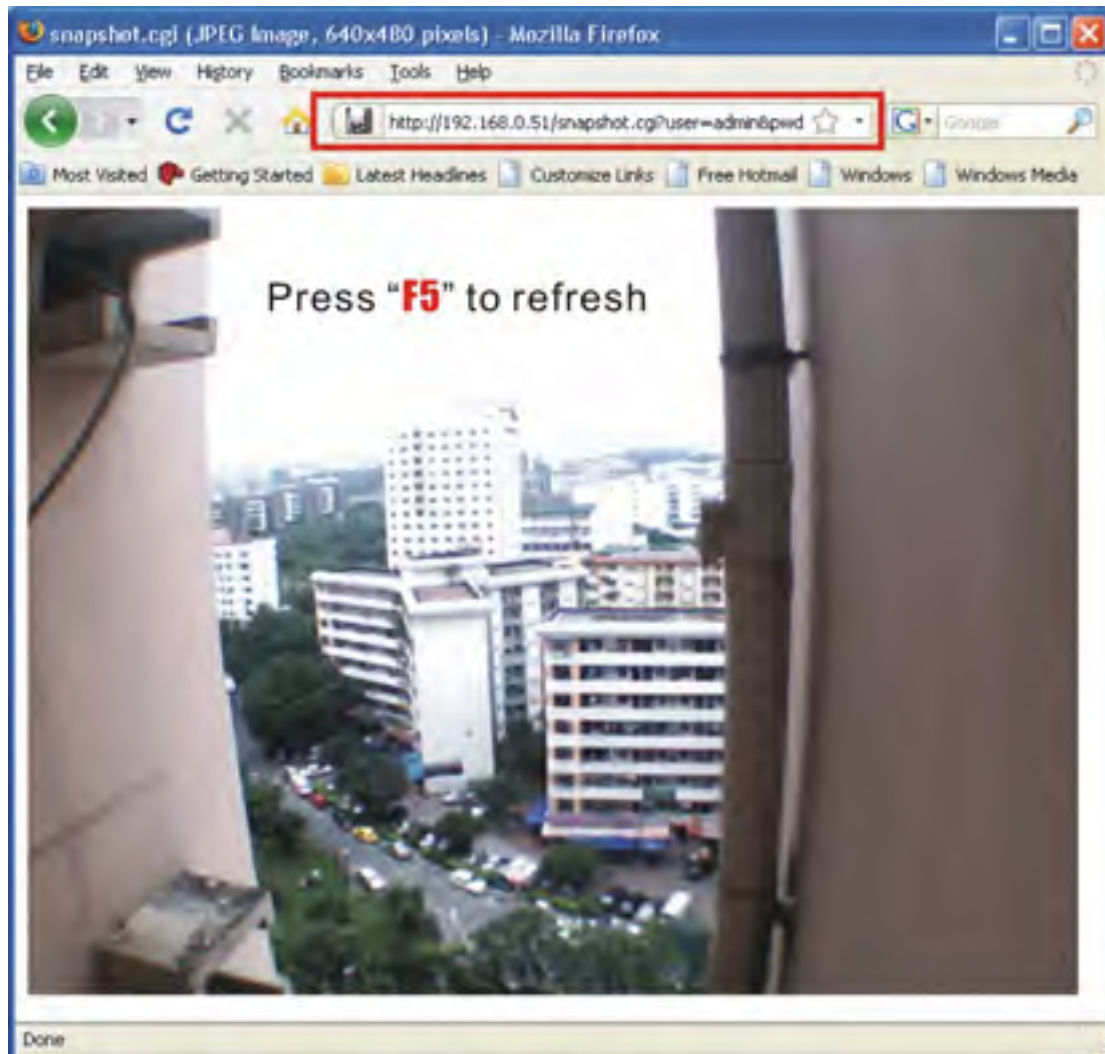 snapshot.cgi (JPEG Image, 640x480 pixels) - Mozilla Firefox
File Edit View History Bookmarks Tools Help
http://192.168.0.51/snapshot.cgi?user=admin&pwd
Google
Most Visited Getting Started Latest Headlines Customize Links Free Hotmail Windows Windows Media
Press “F5” to refresh
Done